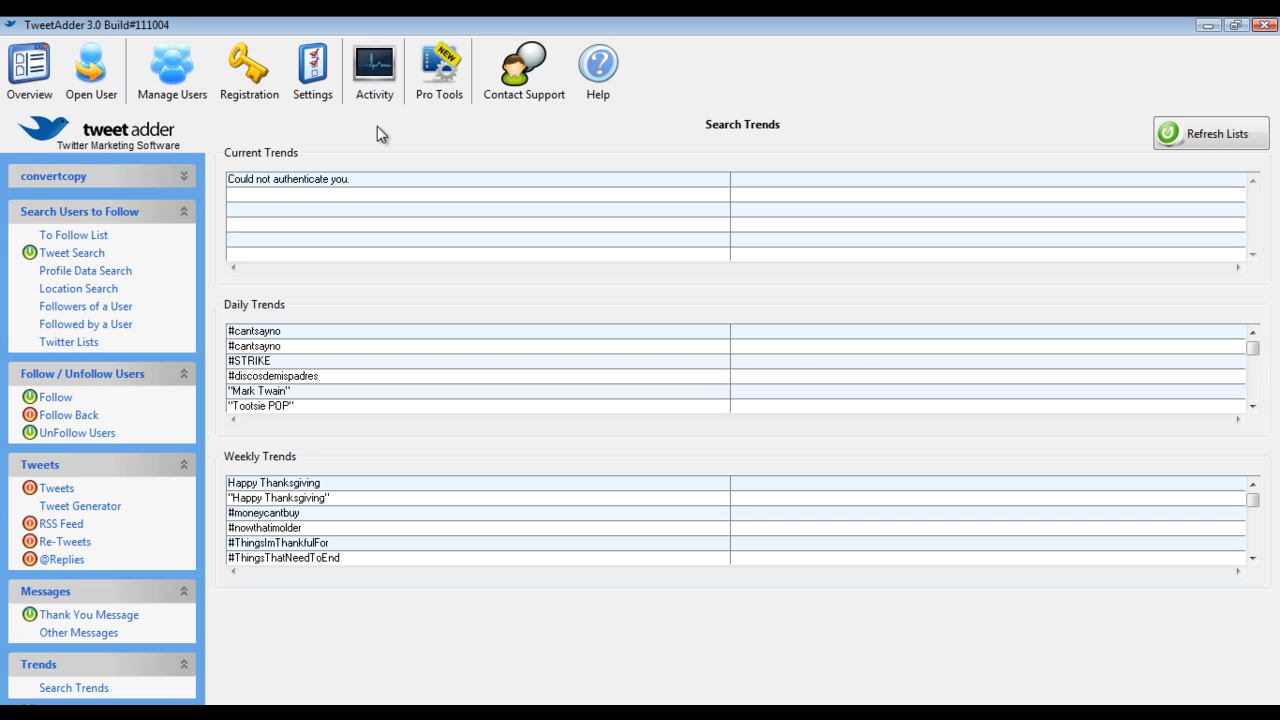 TweetAdder 3.0 Build#111004
Overview
Open User
Manage Users
Registration
Settings
Activity
NEW
Pro Tools
Contact Support
Help
tweet adder
Twitter Marketing Software
convertcopy
Search Users to Follow
To Follow List
Tweet Search
Profile Data Search
Location Search
Followers of a User
Followed by a User
Twitter Lists
Follow / Unfollow Users
Follow
Follow Back
UnFollow Users
Tweets
Tweets
Tweet Generator
RSS Feed
Re-Tweets
@Replies
Messages
Thank You Message
Other Messages
Trends
Search Trends
Search Trends
Refresh Lists
Current Trends
Could not authenticate you.
Daily Trends
#cantsayno
#cantsayno
#STRIKE
#discosdemispadres
"Mark Twain"
"Tootsie POP"
Weekly Trends
Happy Thanksgiving
"Happy Thanksgiving"
#moneycantbuy
#nowthatimolder
#ThingsImThankfulFor
#ThingsThatNeedToEnd